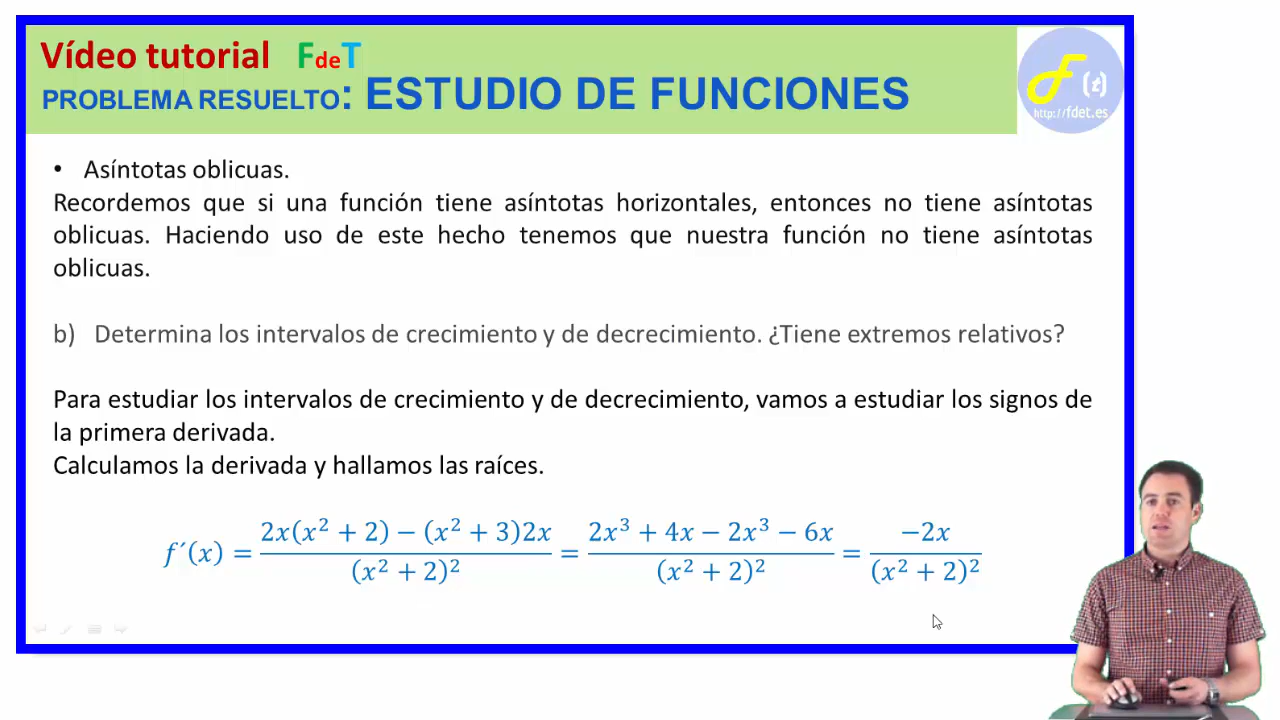 Vídeo tutorial FdeT
PROBLEMA RESUELTO: ESTUDIO DE FUNCIONES
F(x)
http://fdet.es
• Asíntotas oblicuas.
Recordemos que si una función tiene asíntotas horizontales, entonces no tiene asíntotas
oblicuas. Haciendo uso de este hecho tenemos que nuestra función no tiene asíntotas
oblicuas.
b) Determina los intervalos de crecimiento y de decrecimiento. ¿Tiene extremos relativos?
Para estudiar los intervalos de crecimiento y de decrecimiento, vamos a estudiar los signos de
la primera derivada.
Calculamos la derivada y hallamos las raíces.
f´(x) = (2x(x² + 2) − (x² + 3)2x) / (x² + 2)² = (2x³ + 4x − 2x³ − 6x) / (x² + 2)² = (−2x) / (x² + 2)²